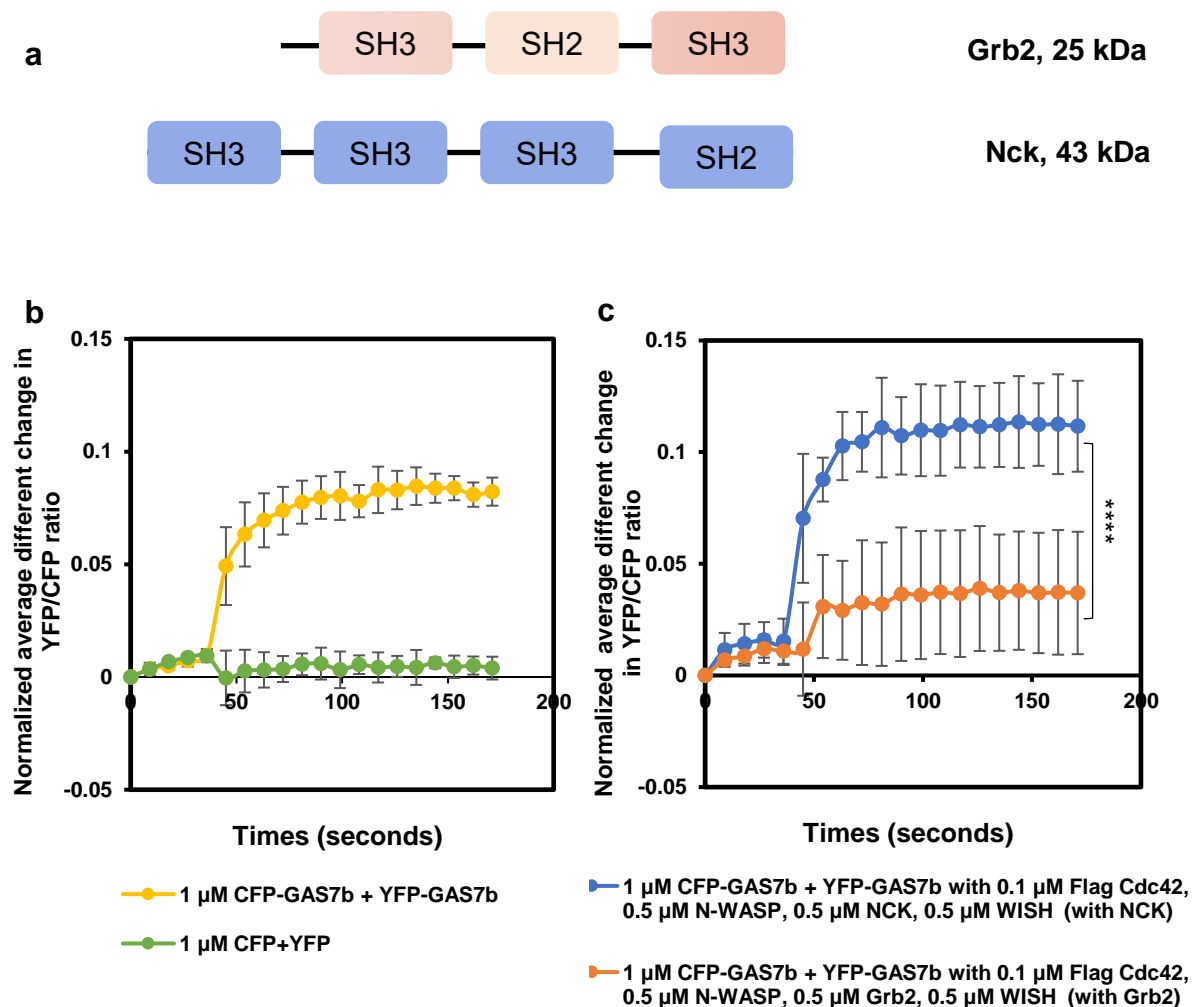 a
SH3 SH2 SH3
Grb2, 25 kDa
SH3 SH3 SH3 SH2
Nck, 43 kDa
b
Normalized average different change in
YFP/CFP ratio
0.15
0.1
0.05
0
-0.05
0 50 100 150 200
Times (seconds)
1 µM CFP-GAS7b + YFP-GAS7b
1 µM CFP+YFP
c
Normalized average different change
in YFP/CFP ratio
0.15
0.1
0.05
0
-0.05
0 50 100 150 200
****
Times (seconds)
1 µM CFP-GAS7b + YFP-GAS7b with 0.1 µM Flag Cdc42,
0.5 µM N-WASP, 0.5 µM NCK, 0.5 µM WISH (with NCK)
1 µM CFP-GAS7b + YFP-GAS7b with 0.1 µM Flag Cdc42,
0.5 µM N-WASP, 0.5 µM Grb2, 0.5 µM WISH (with Grb2)